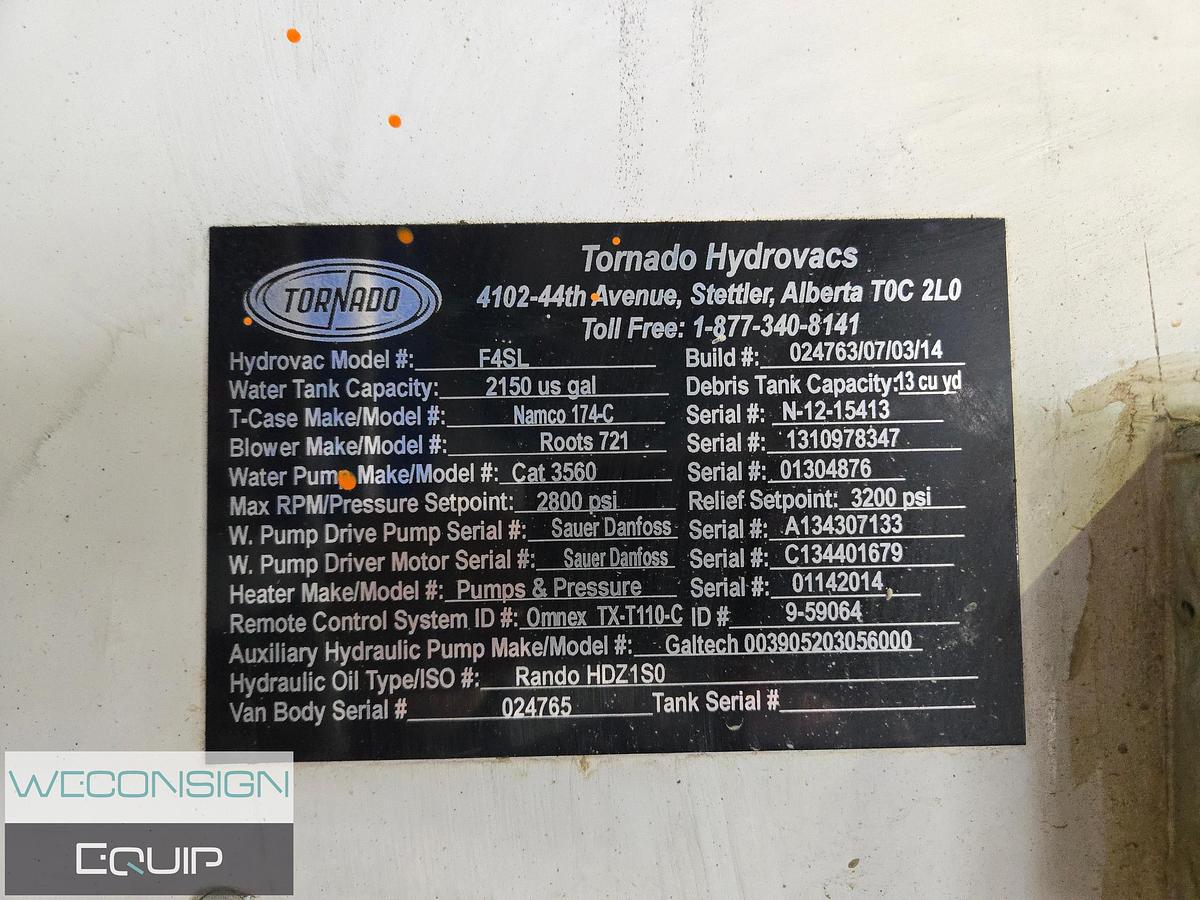 TORNADO
Tornado Hydrovacs
4102-44th Avenue, Stettler, Alberta T0C 2L0
Toll Free: 1-877-340-8141
Hydrovac Model #: F4SL Build #: 024763/07/03/14
Water Tank Capacity: 2150 us gal Debris Tank Capacity: 13 cu yd
T-Case Make/Model #: Namco 174-C Serial #: N-12-15413
Blower Make/Model #: Roots 721 Serial #: 1310978347
Water Pump Make/Model #: Cat 3560 Serial #: 01304876
Max RPM/Pressure Setpoint: 2800 psi Relief Setpoint: 3200 psi
W. Pump Drive Pump Serial #: Sauer Danfoss Serial #: A134307133
W. Pump Driver Motor Serial #: Sauer Danfoss Serial #: C134401679
Heater Make/Model #: Pumps & Pressure Serial #: 01142014
Remote Control System ID #: Omnex TX-T110-C ID # 9-59064
Auxiliary Hydraulic Pump Make/Model #: Galtech 003905203056000
Hydraulic Oil Type/ISO #: Rando HDZ1S0
Van Body Serial # 024765 Tank Serial #
WECONSIGN
EQUIP